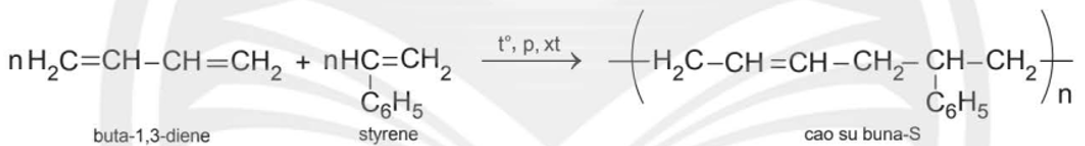 nH₂C=CH–CH=CH₂ + nHC=CH₂ t°, p, xt (H₂C–CH=CH–CH₂–CH–CH₂)n
C₆H₅ C₆H₅
buta-1,3-diene styrene cao su buna-S